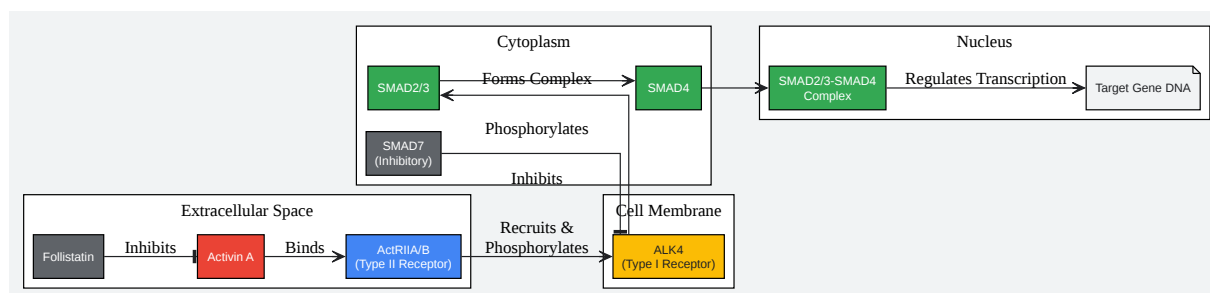 Cytoplasm
SMAD2/3
Forms Complex
SMAD4
Phosphorylates
SMAD7
(Inhibitory)
Inhibits
Nucleus
SMAD2/3-SMAD4
Complex
Regulates Transcription
Target Gene DNA
Extracellular Space
Follistatin
Inhibits
Activin A
Binds
ActRIIA/B
(Type II Receptor)
Recruits &
Phosphorylates
Cell Membrane
ALK4
(Type I Receptor)